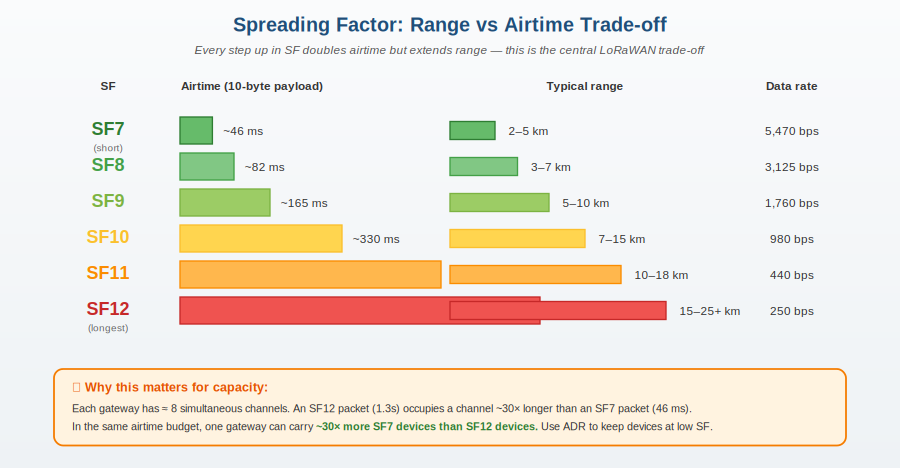 Spreading Factor: Range vs Airtime Trade-off
Every step up in SF doubles airtime but extends range — this is the central LoRaWAN trade-off
SF Airtime (10-byte payload) Typical range Data rate
SF7 ~46 ms 2–5 km 5,470 bps
(short)
SF8 ~82 ms 3–7 km 3,125 bps
SF9 ~165 ms 5–10 km 1,760 bps
SF10 ~330 ms 7–15 km 980 bps
SF11 10–18 km 440 bps
SF12 15–25+ km 250 bps
(longest)
Why this matters for capacity:
Each gateway has ≈ 8 simultaneous channels. An SF12 packet (1.3s) occupies a channel ~30× longer than an SF7 packet (46 ms).
In the same airtime budget, one gateway can carry ~30× more SF7 devices than SF12 devices. Use ADR to keep devices at low SF.